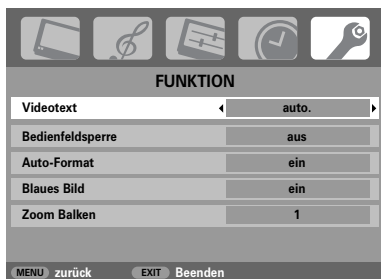 FUNKTION
Videotext auto.
Bedienfeldsperre aus
Auto-Format ein
Blaues Bild ein
Zoom Balken 1
MENU zurück EXIT Beenden